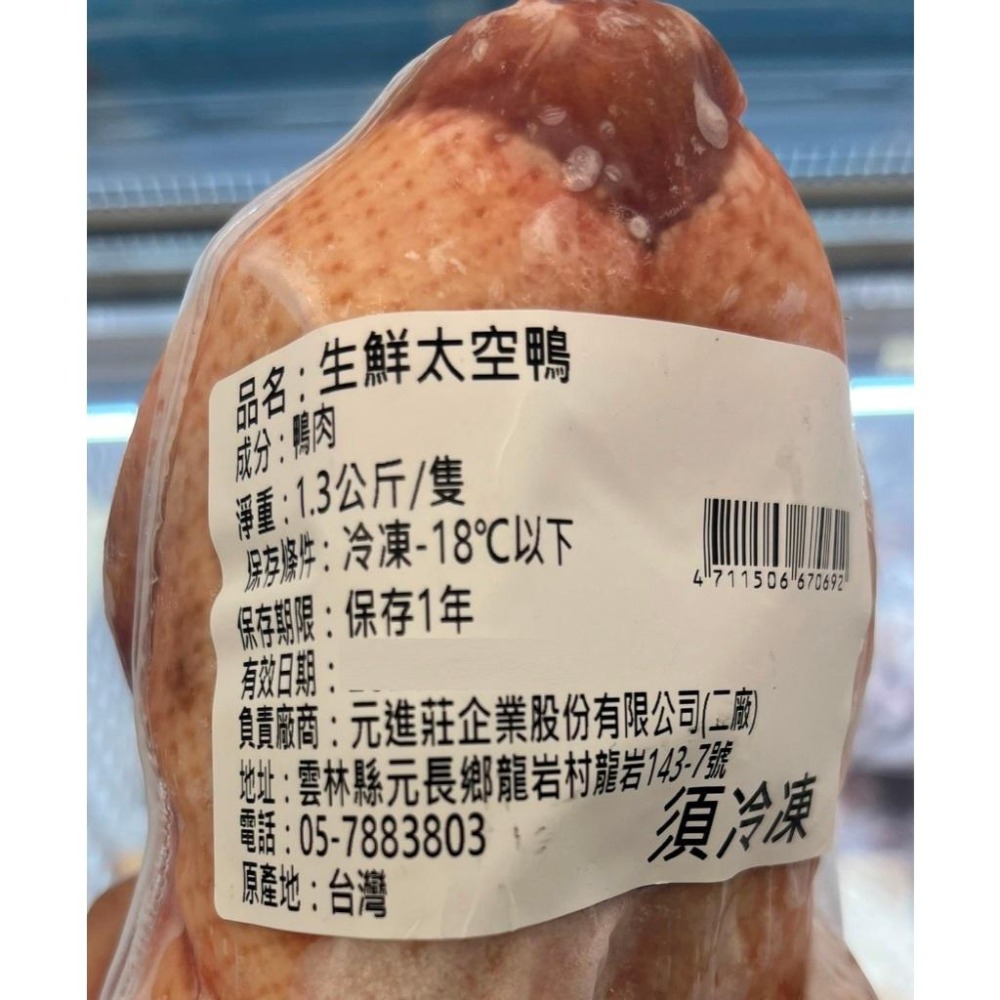 品名：生鮮太空鴨
成分：鴨肉
淨重：1.3公斤/隻
保存條件：冷凍-18℃以下
保存期限：保存1年
有效日期：
負責廠商：元進莊企業股份有限公司(二廠)
地址：雲林縣元長鄉龍岩村龍岩143-7號
電話：05-7883803
原產地：台灣
須冷凍
4711506670692